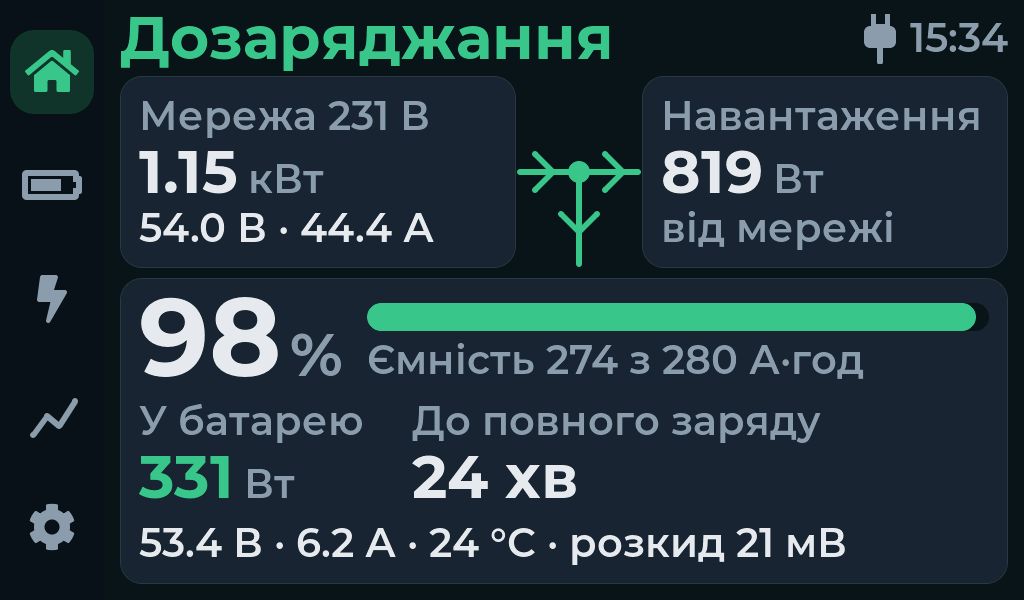 Дозаряджання
15:34
Мережа 231 В
1.15 кВт
54.0 В · 44.4 А
Навантаження
819 Вт
від мережі
98 %
Ємність 274 з 280 А·год
У батарею
331 Вт
До повного заряду
24 хв
53.4 В · 6.2 А · 24 °C · розкид 21 мВ